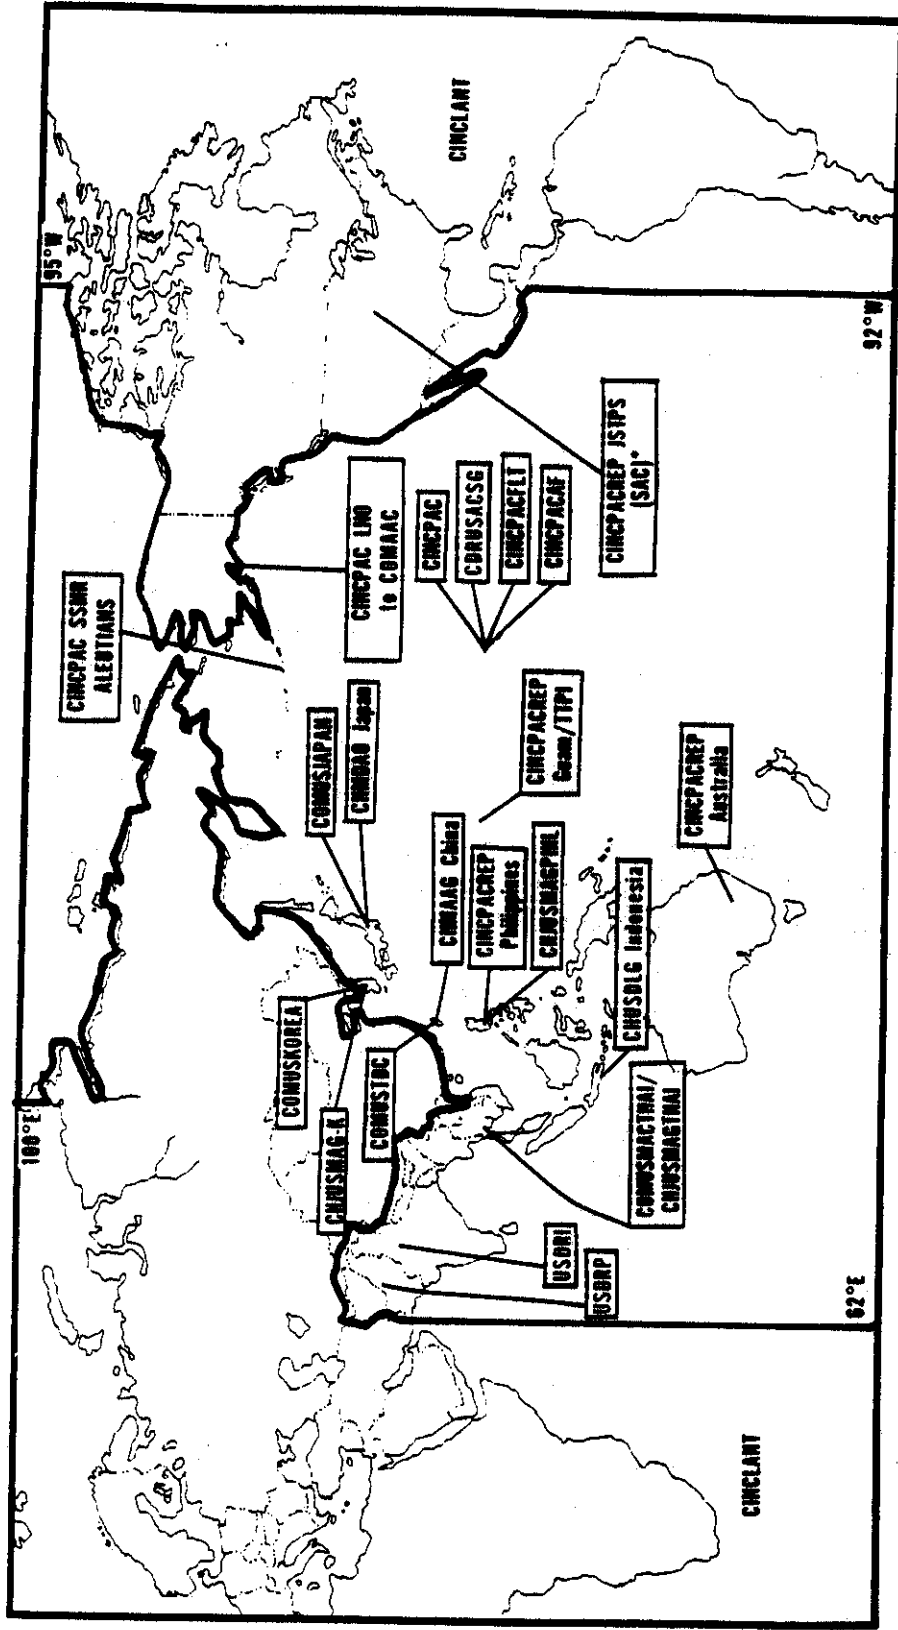 100°E
95°W
CINCPAC SSMR
ALEUTIANS
COMUSJAPAN
CHMDAO Japan
COMUSKOREA
CHJUSMAG-K
COMUSTDC
CINCPAC LNO
to COMAAC
CINCPAC
CDRUSACSG
CINCPACFLT
CINCPACAF
CINCLANT
CHMAAG China
CINCPACREP
Philippines
CHJUSMAGPHIL
CINCPACREP
Guam/TTPI
CINCPACREP JSTPS
(SAC)*
USDRI
USDRP
COMUSMACTHAI/
CHJUSMAGTHAI
CHUSDLG Indonesia
CINCPACREP
Australia
CINCLANT
62°E
92°W